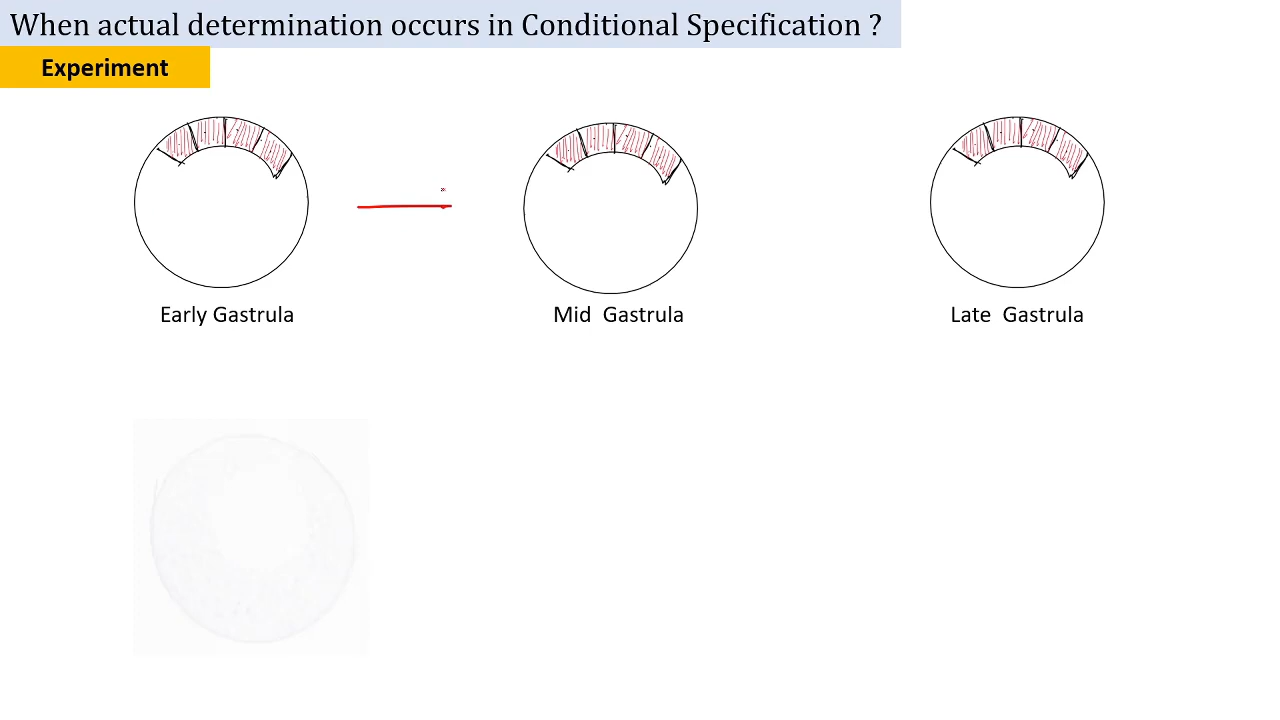 When actual determination occurs in Conditional Specification ?
Experiment
Early Gastrula
Mid Gastrula
Late Gastrula